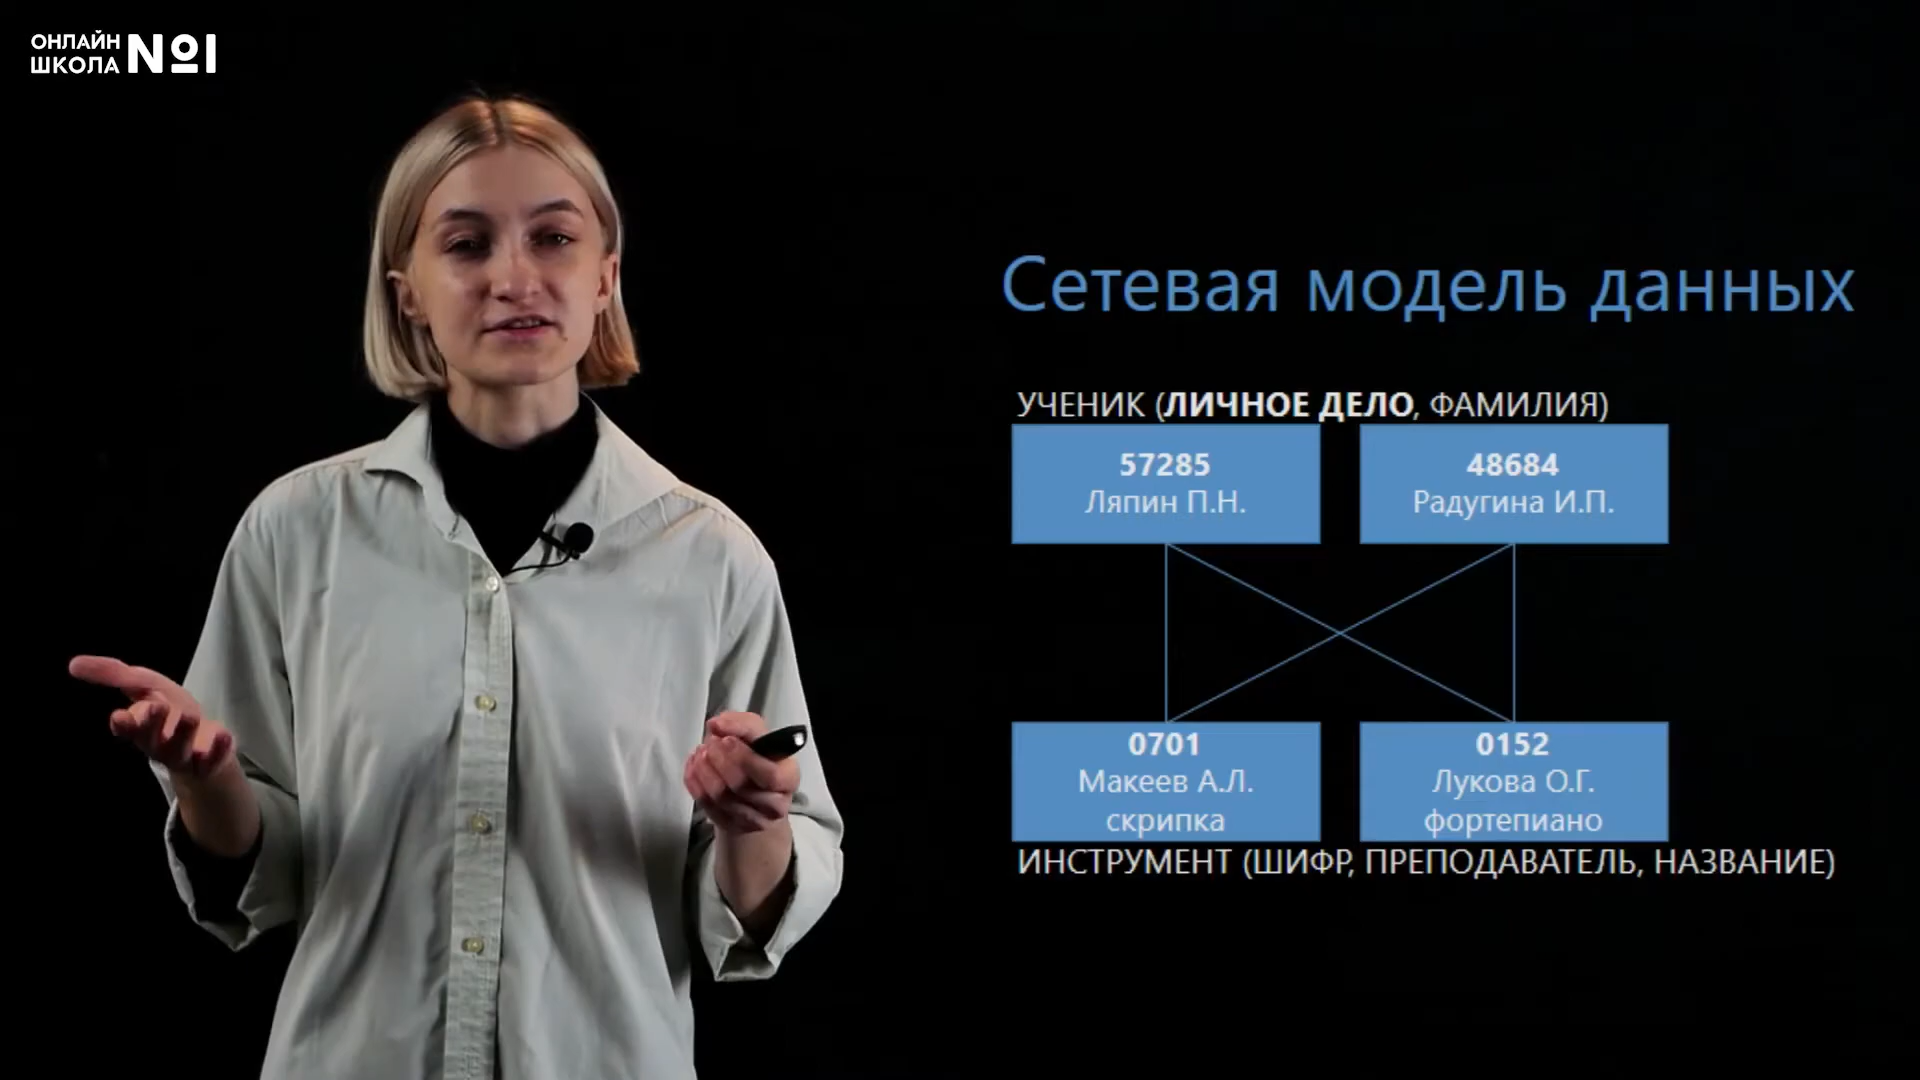 ОНЛАЙН
ШКОЛА №1
Сетевая модель данных
УЧЕНИК (ЛИЧНОЕ ДЕЛО, ФАМИЛИЯ)
57285
Ляпин П.Н.
48684
Радугина И.П.
0701
Макеев А.Л.
скрипка
0152
Лукова О.Г.
фортепиано
ИНСТРУМЕНТ (ШИФР, ПРЕПОДАВАТЕЛЬ, НАЗВАНИЕ)